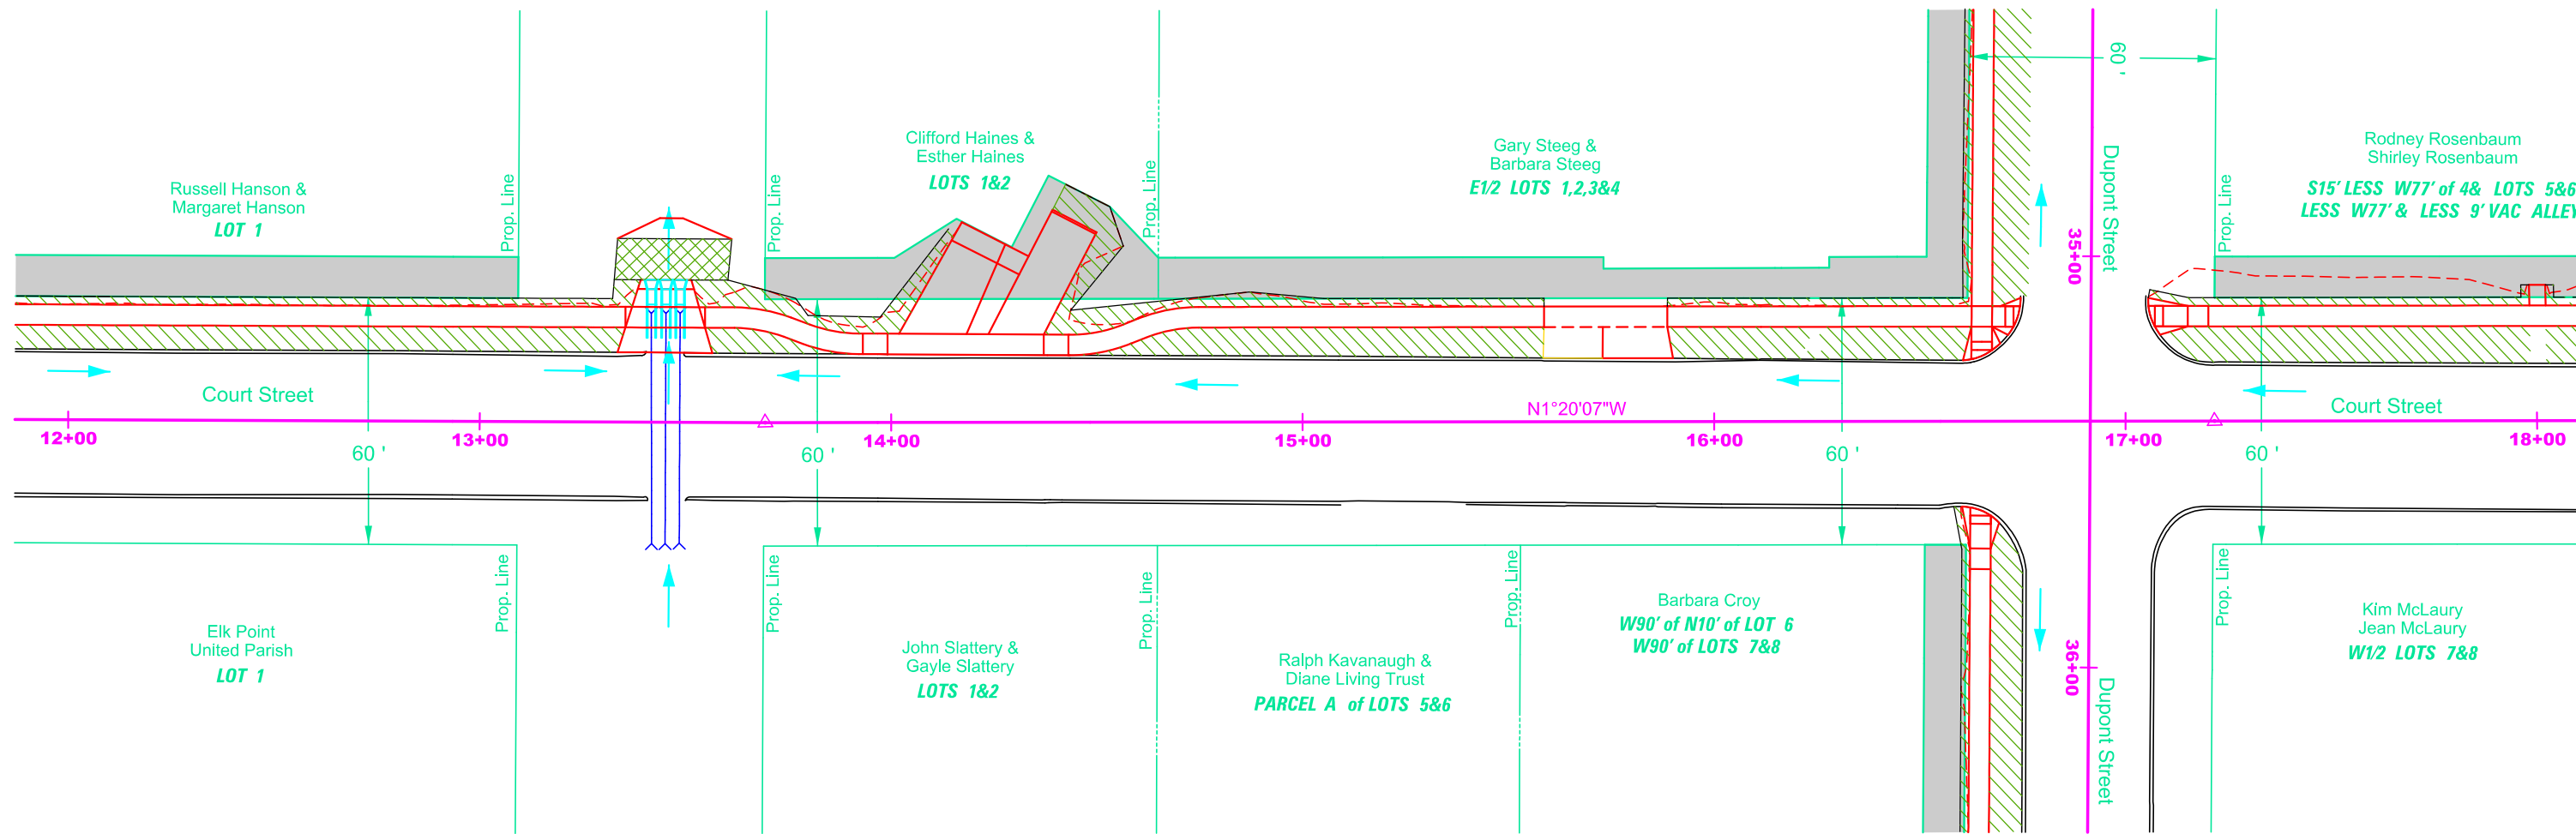 Russell Hanson &
Margaret Hanson
LOT 1
Prop. Line
Prop. Line
Clifford Haines &
Esther Haines
LOTS 1&2
Prop. Line
Gary Steeg &
Barbara Steeg
E1/2 LOTS 1,2,3&4
60 '
Dupont Street
35+00
Prop. Line
Rodney Rosenbaum
Shirley Rosenbaum
S15' LESS W77' of 4& LOTS 5&6
LESS W77' & LESS 9' VAC ALLEY
Court Street
N1°20'07"W
Court Street
12+00
13+00
14+00
15+00
16+00
17+00
18+00
60 '
60 '
60 '
60 '
Elk Point
United Parish
LOT 1
Prop. Line
Prop. Line
John Slattery &
Gayle Slattery
LOTS 1&2
Prop. Line
Ralph Kavanaugh &
Diane Living Trust
PARCEL A of LOTS 5&6
Prop. Line
Barbara Croy
W90' of N10' of LOT 6
W90' of LOTS 7&8
36+00
Dupont Street
Prop. Line
Kim McLaury
Jean McLaury
W1/2 LOTS 7&8